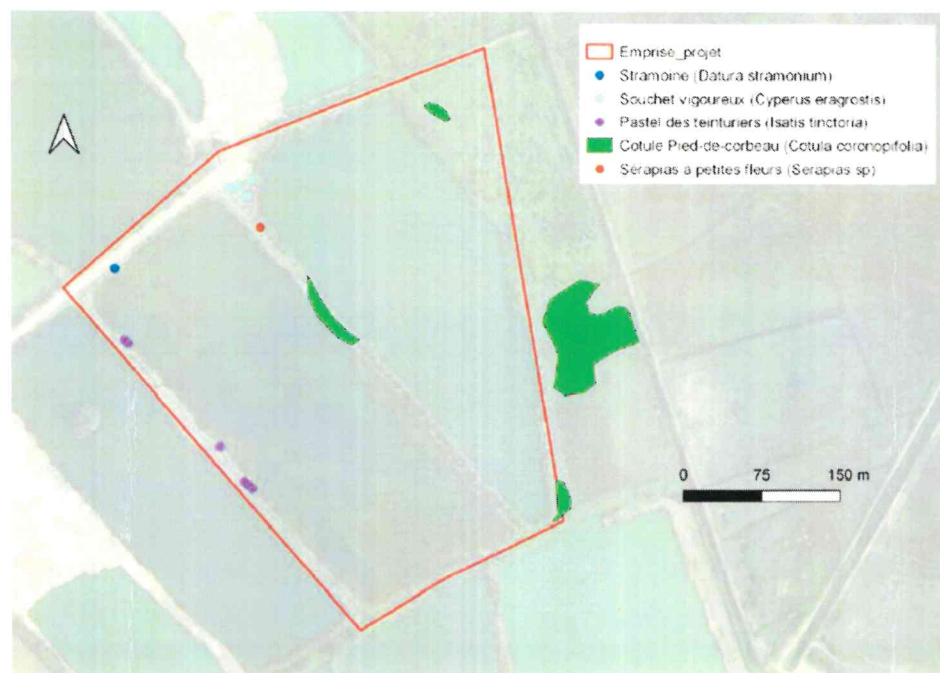 Emprise_projet
Stramoine (Datura stramonium)
Souchet vigoureux (Cyperus eragrostis)
Pastel des teinturiers (Isatis tinctoria)
Cotule Pied-de-corbeau (Cotula coronopifolia)
Sérapias à petites fleurs (Serapias sp)
0 75 150 m